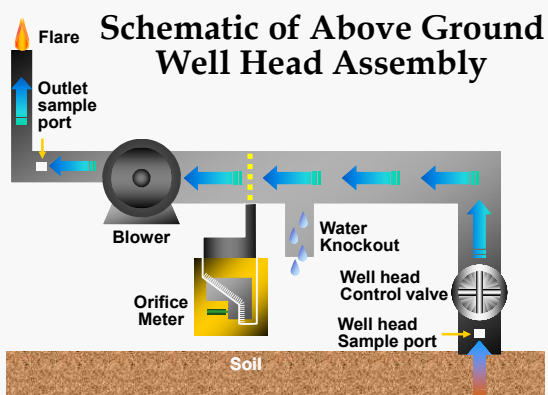 Schematic of Above Ground
Well Head Assembly
Flare
Outlet
sample
port
Blower
Water
Knockout
Orifice
Meter
Well head
Control valve
Well head
Sample port
Soil